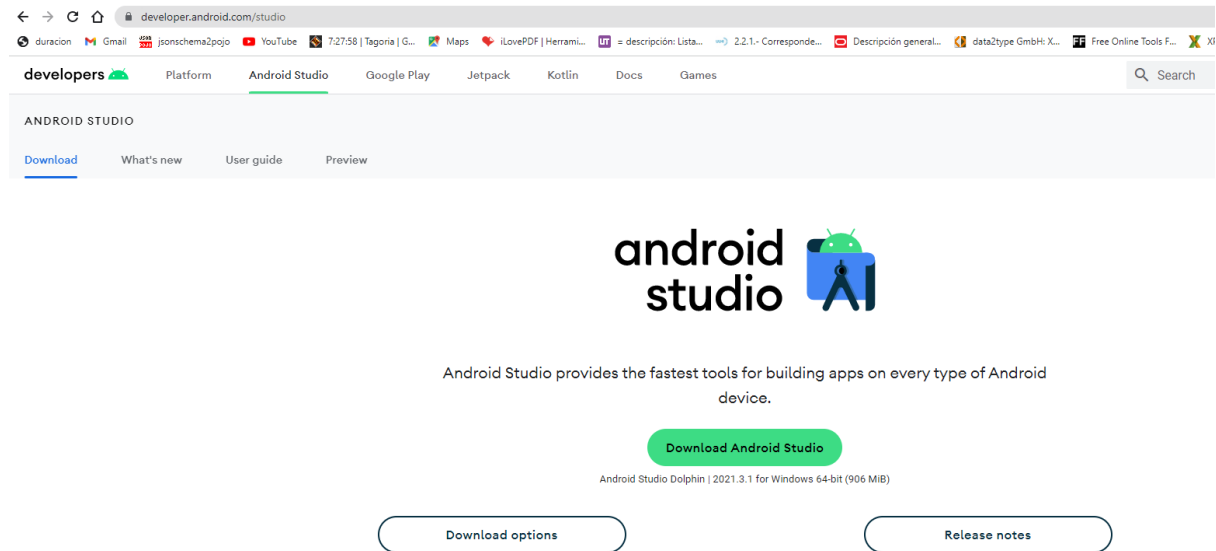 developer.android.com/studio
duracion Gmail jsonschema2pojo YouTube 7:27:58 | Tagoria | G... Maps iLovePDF | Herrami... UT = descripción: Lista... 2.2.1.- Corresponde... Descripción general... data2type GmbH: X... FF Free Online Tools F...
developers Platform Android Studio Google Play Jetpack Kotlin Docs Games Search
ANDROID STUDIO
Download What's new User guide Preview
android
studio
Android Studio provides the fastest tools for building apps on every type of Android
device.
Download Android Studio
Android Studio Dolphin | 2021.3.1 for Windows 64-bit (906 MiB)
Download options Release notes